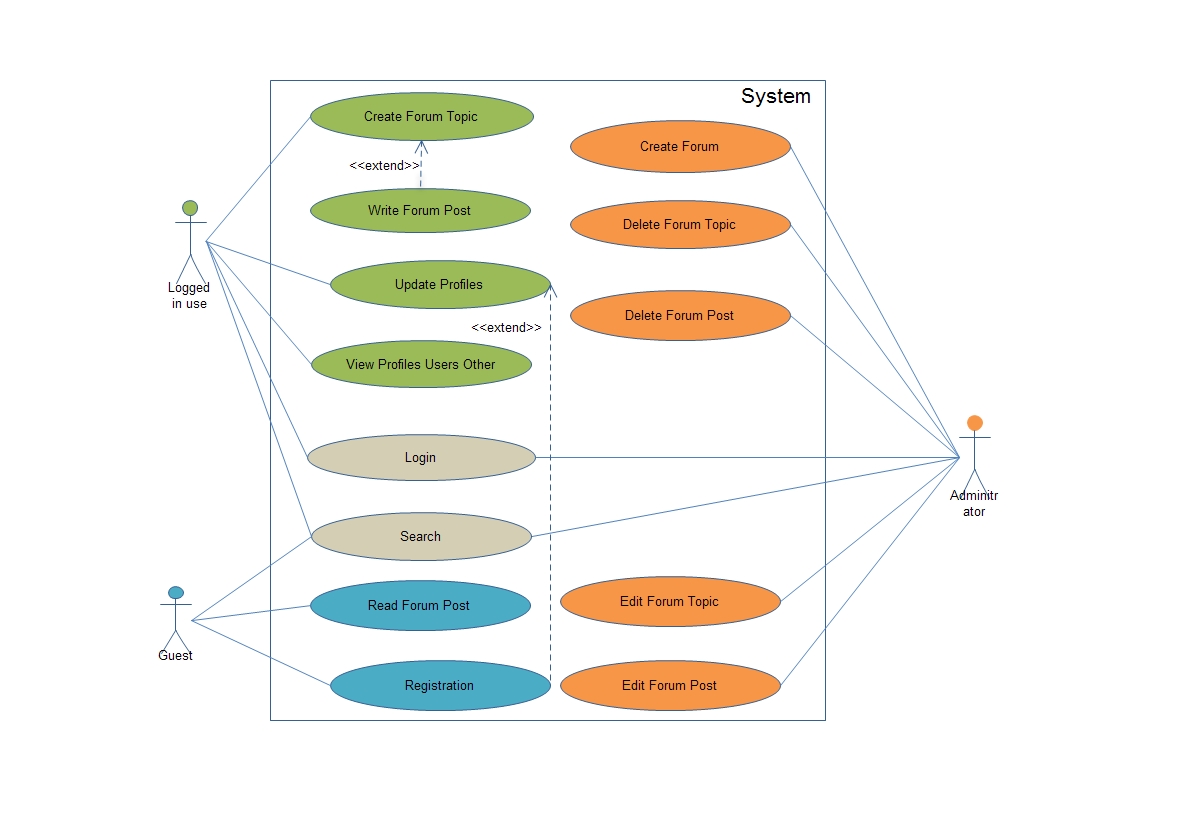 System
Create Forum Topic
<<extend>>
Write Forum Post
Update Profiles
<<extend>>
View Profiles Users Other
Login
Search
Read Forum Post
Registration
Create Forum
Delete Forum Topic
Delete Forum Post
Edit Forum Topic
Edit Forum Post
Logged
in use
Guest
Adminitr
ator